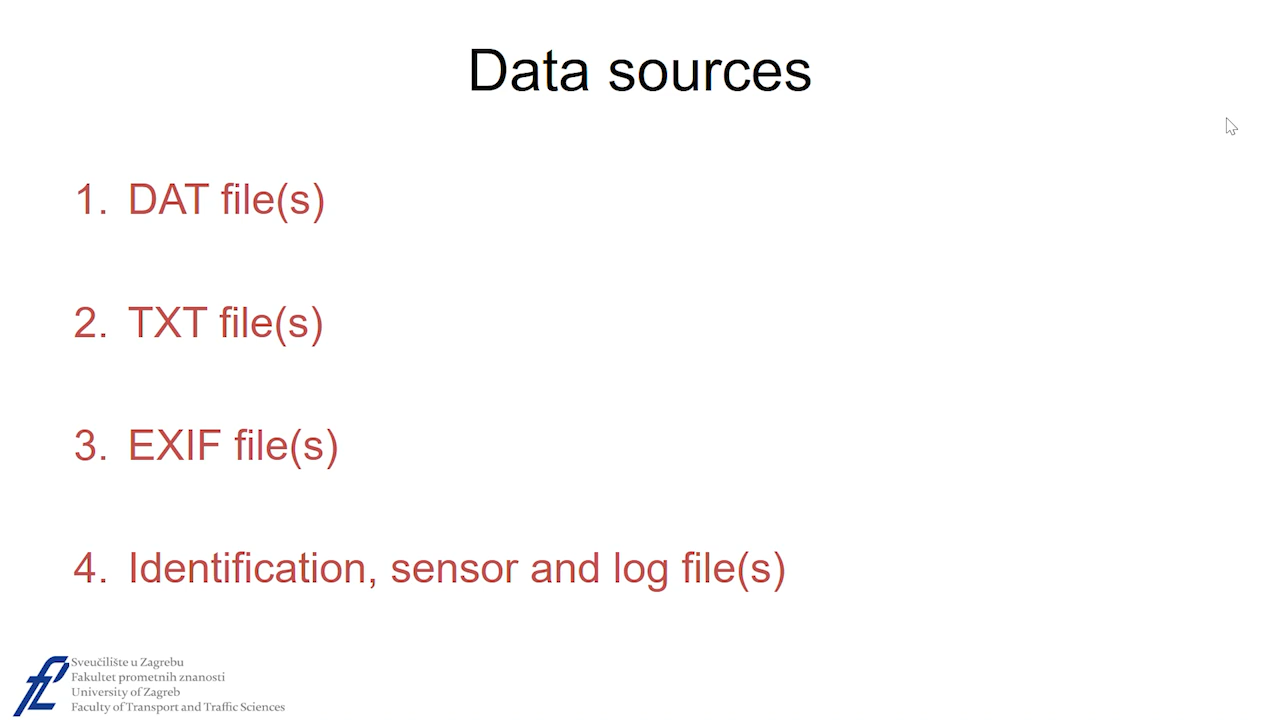 Data sources
1. DAT file(s)
2. TXT file(s)
3. EXIF file(s)
4. Identification, sensor and log file(s)
Sveučilište u Zagrebu
Fakultet prometnih znanosti
University of Zagreb
Faculty of Transport and Traffic Sciences